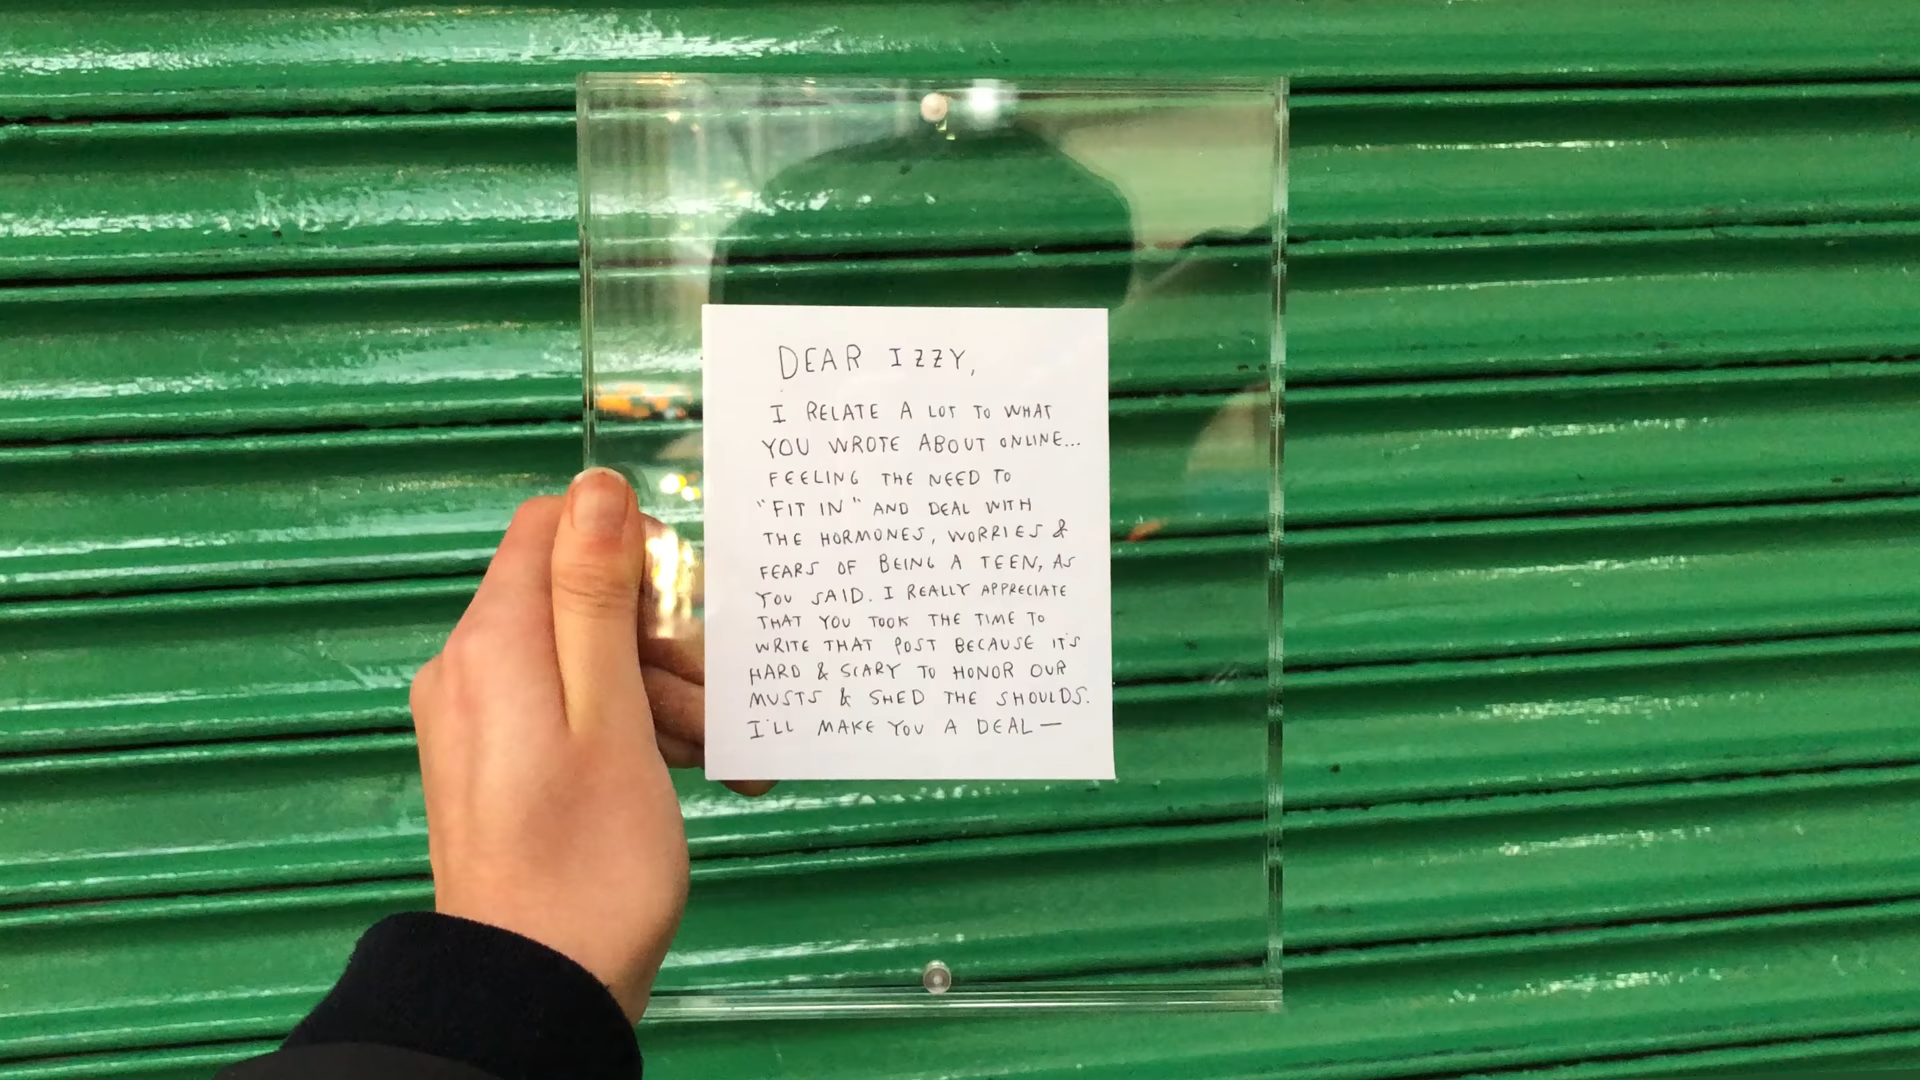 DEAR IZZY,
I RELATE A LOT TO WHAT
YOU WROTE ABOUT ONLINE...
FEELING THE NEED TO
"FIT IN" AND DEAL WITH
THE HORMONES, WORRIES &
FEARS OF BEING A TEEN, AS
YOU SAID. I REALLY APPRECIATE
THAT YOU TOOK THE TIME TO
WRITE THAT POST BECAUSE IT'S
HARD & SCARY TO HONOR OUR
MUSTS & SHED THE SHOULDS.
I'LL MAKE YOU A DEAL—